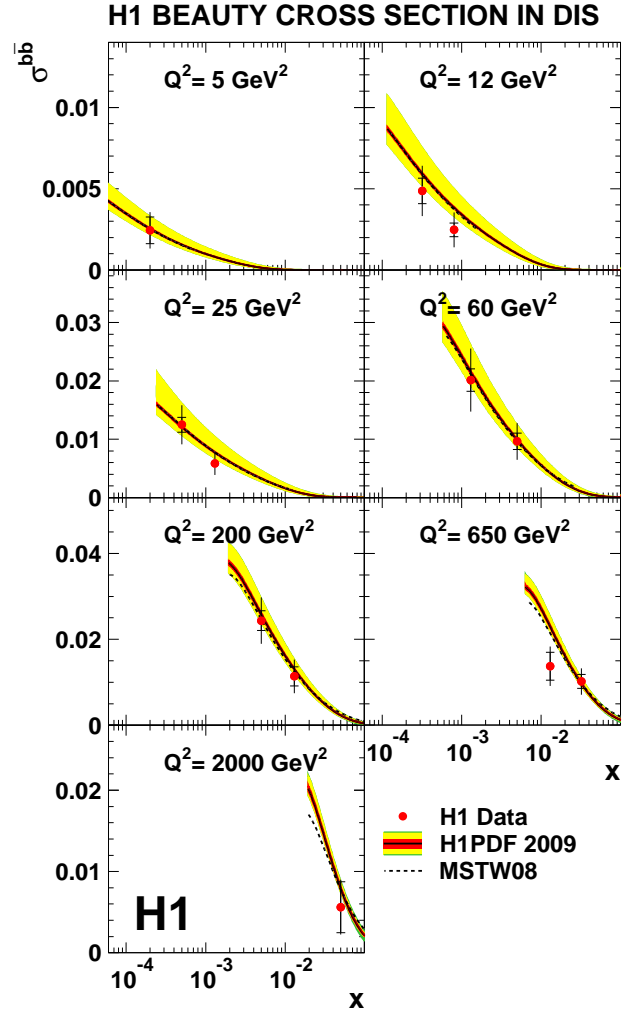 H1 BEAUTY CROSS SECTION IN DIS
σ^{bb̄}
Q² = 5 GeV²
Q² = 12 GeV²
0.01
0.005
0
Q² = 25 GeV²
Q² = 60 GeV²
0.03
0.02
0.01
0
Q² = 200 GeV²
Q² = 650 GeV²
0.04
0.02
0
10⁻⁴ 10⁻³ 10⁻²
x
Q² = 2000 GeV²
0.02
0.01
0
H1
H1 Data
H1PDF 2009
MSTW08
10⁻⁴ 10⁻³ 10⁻²
x